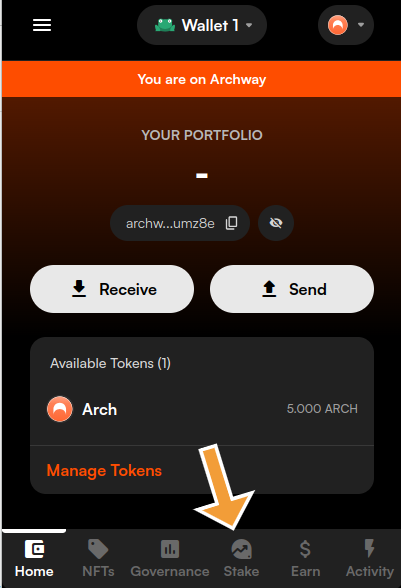 Wallet 1
You are on Archway
YOUR PORTFOLIO
-
archw...umz8e
Receive
Send
Available Tokens (1)
Arch
5.000 ARCH
Manage Tokens
Home
NFTs
Governance
Stake
Earn
Activity